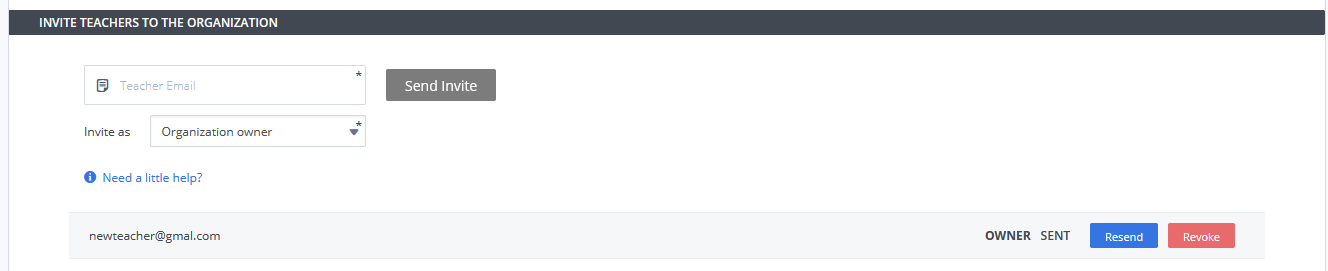 INVITE TEACHERS TO THE ORGANIZATION
Teacher Email *
Send Invite
Invite as Organization owner *
Need a little help?
newteacher@gmal.com OWNER SENT Resend Revoke